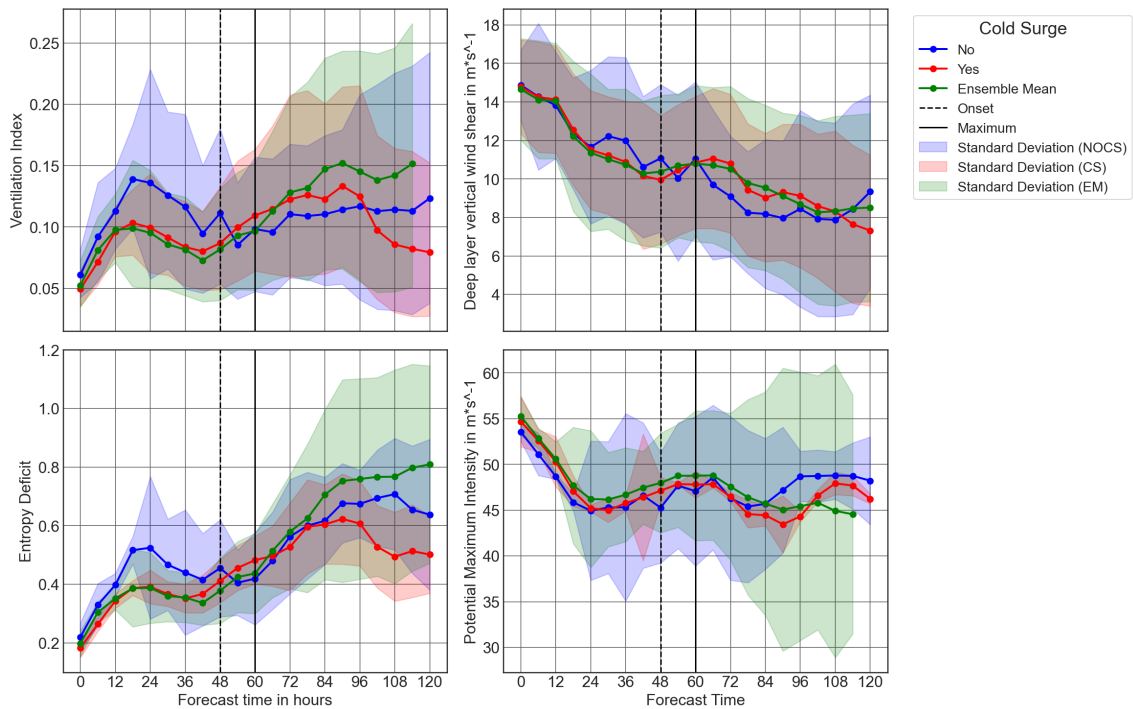 Ventilation Index
0.25
0.20
0.15
0.10
0.05
Deep layer vertical wind shear in m*s^-1
18
16
14
12
10
8
6
4
Cold Surge
No
Yes
Ensemble Mean
Onset
Maximum
Standard Deviation (NOCS)
Standard Deviation (CS)
Standard Deviation (EM)
Entropy Deficit
1.2
1.0
0.8
0.6
0.4
0.2
0 12 24 36 48 60 72 84 96 108 120
Forecast time in hours
Potential Maximum Intensity in m*s^-1
60
55
50
45
40
35
30
0 12 24 36 48 60 72 84 96 108 120
Forecast Time